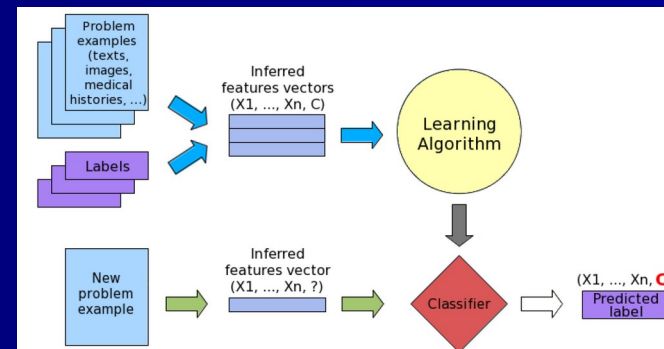 Problem
examples
(texts,
images,
medical
histories, ...)
Labels
Inferred
features vectors
(X1, ..., Xn, C)
Learning
Algorithm
New
problem
example
Inferred
features vector
(X1, ..., Xn, ?)
Classifier
(X1, ..., Xn, C
Predicted
label